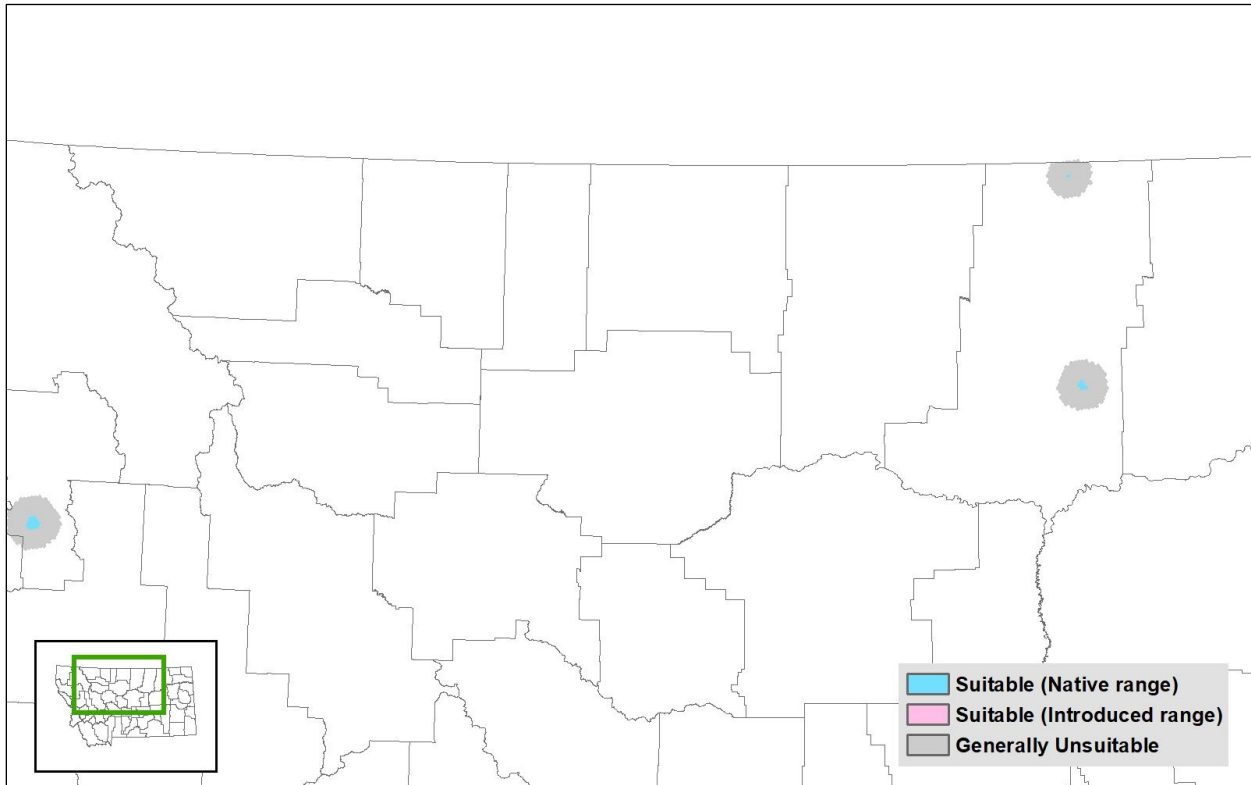 Suitable (Native range)
Suitable (Introduced range)
Generally Unsuitable